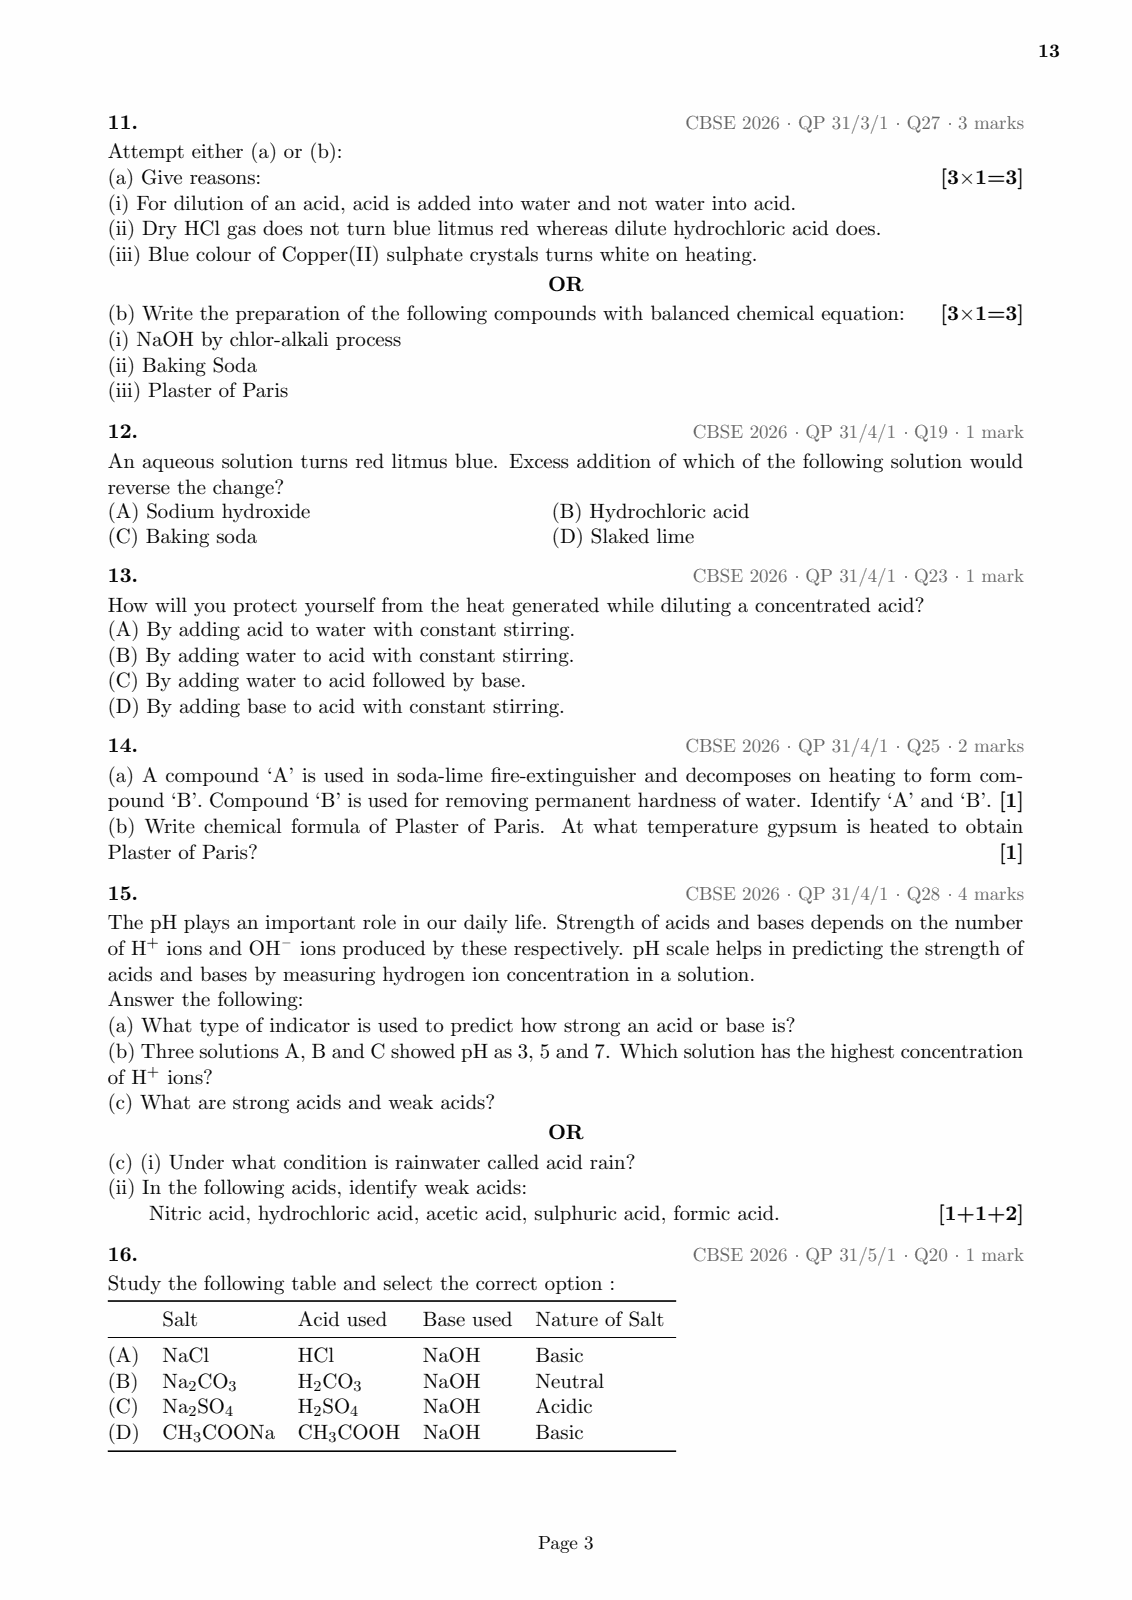 13
11. CBSE 2026 · QP 31/3/1 · Q27 · 3 marks
Attempt either (a) or (b):
(a) Give reasons: [3×1=3]
(i) For dilution of an acid, acid is added into water and not water into acid.
(ii) Dry HCl gas does not turn blue litmus red whereas dilute hydrochloric acid does.
(iii) Blue colour of Copper(II) sulphate crystals turns white on heating.
OR
(b) Write the preparation of the following compounds with balanced chemical equation: [3×1=3]
(i) NaOH by chlor-alkali process
(ii) Baking Soda
(iii) Plaster of Paris
12. CBSE 2026 · QP 31/4/1 · Q19 · 1 mark
An aqueous solution turns red litmus blue. Excess addition of which of the following solution would
reverse the change?
(A) Sodium hydroxide (B) Hydrochloric acid
(C) Baking soda (D) Slaked lime
13. CBSE 2026 · QP 31/4/1 · Q23 · 1 mark
How will you protect yourself from the heat generated while diluting a concentrated acid?
(A) By adding acid to water with constant stirring.
(B) By adding water to acid with constant stirring.
(C) By adding water to acid followed by base.
(D) By adding base to acid with constant stirring.
14. CBSE 2026 · QP 31/4/1 · Q25 · 2 marks
(a) A compound ‘A’ is used in soda-lime fire-extinguisher and decomposes on heating to form com-
pound ‘B’. Compound ‘B’ is used for removing permanent hardness of water. Identify ‘A’ and ‘B’. [1]
(b) Write chemical formula of Plaster of Paris. At what temperature gypsum is heated to obtain
Plaster of Paris? [1]
15. CBSE 2026 · QP 31/4/1 · Q28 · 4 marks
The pH plays an important role in our daily life. Strength of acids and bases depends on the number
of H⁺ ions and OH⁻ ions produced by these respectively. pH scale helps in predicting the strength of
acids and bases by measuring hydrogen ion concentration in a solution.
Answer the following:
(a) What type of indicator is used to predict how strong an acid or base is?
(b) Three solutions A, B and C showed pH as 3, 5 and 7. Which solution has the highest concentration
of H⁺ ions?
(c) What are strong acids and weak acids?
OR
(c) (i) Under what condition is rainwater called acid rain?
(ii) In the following acids, identify weak acids:
Nitric acid, hydrochloric acid, acetic acid, sulphuric acid, formic acid. [1+1+2]
16. CBSE 2026 · QP 31/5/1 · Q20 · 1 mark
Study the following table and select the correct option :
Salt Acid used Base used Nature of Salt
(A) NaCl HCl NaOH Basic
(B) Na₂CO₃ H₂CO₃ NaOH Neutral
(C) Na₂SO₄ H₂SO₄ NaOH Acidic
(D) CH₃COONa CH₃COOH NaOH Basic
Page 3